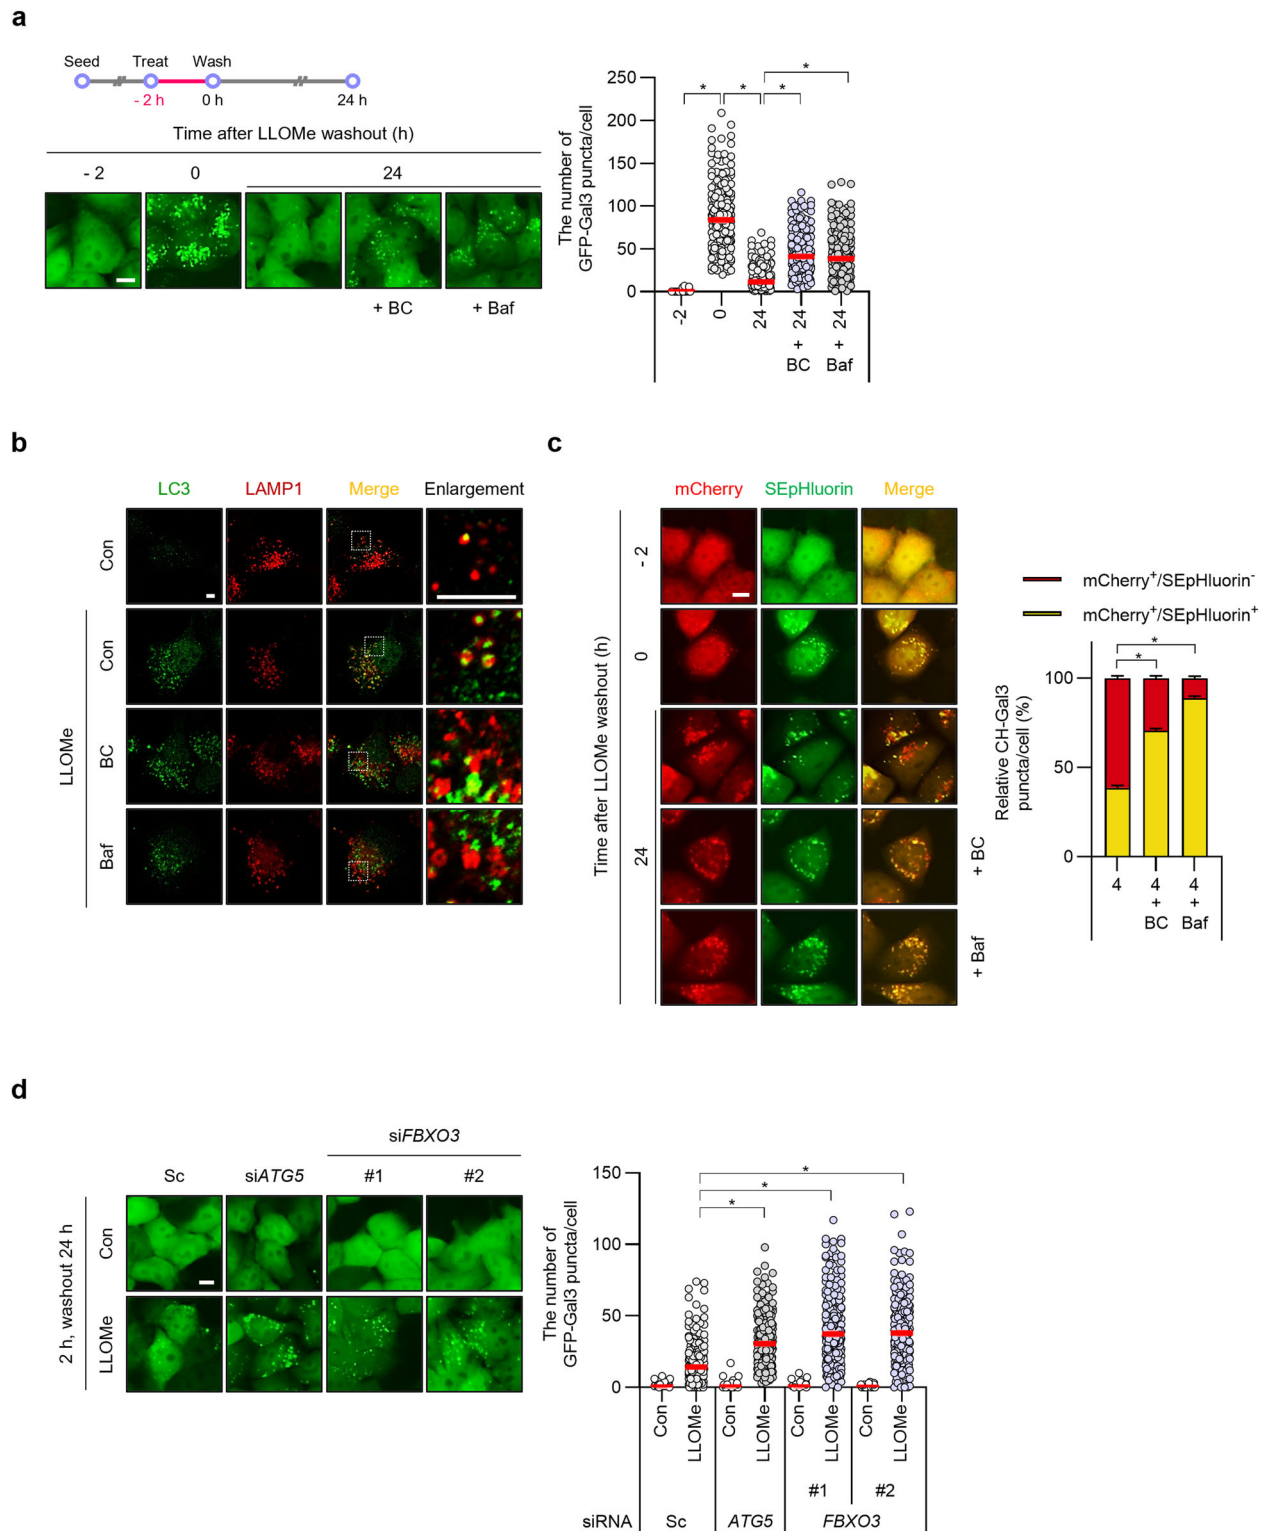 a
Seed Treat Wash
- 2 h 0 h 24 h
Time after LLOMe washout (h)
- 2 0 24
+ BC + Baf
The number of
GFP-Gal3 puncta/cell
250
200
150
100
50
0
* * * *
-2 0 24 24 24
+ +
BC Baf
b
LC3 LAMP1 Merge Enlargement
Con
LLOMe
Con
BC
Baf
c
mCherry SEpHluorin Merge
Time after LLOMe washout (h)
- 2
0
24
+ BC
+ Baf
mCherry⁺/SEpHluorin⁻
mCherry⁺/SEpHluorin⁺
Relative CH-Gal3
puncta/cell (%)
100
50
0
*
*
4 4 4
+ +
BC Baf
d
siFBXO3
Sc siATG5 #1 #2
2 h, washout 24 h
Con
LLOMe
The number of
GFP-Gal3 puncta/cell
150
100
50
0
*
*
*
Con LLOMe Con LLOMe Con LLOMe Con LLOMe
#1 #2
siRNA Sc ATG5 FBXO3